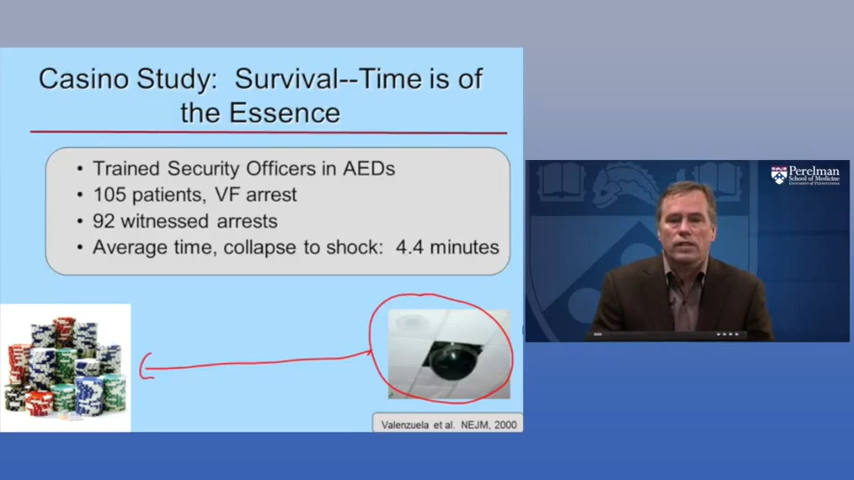 Casino Study: Survival--Time is of
the Essence
• Trained Security Officers in AEDs
• 105 patients, VF arrest
• 92 witnessed arrests
• Average time, collapse to shock: 4.4 minutes
Valenzuela et al. NEJM, 2000
Perelman
School of Medicine
University of Pennsylvania